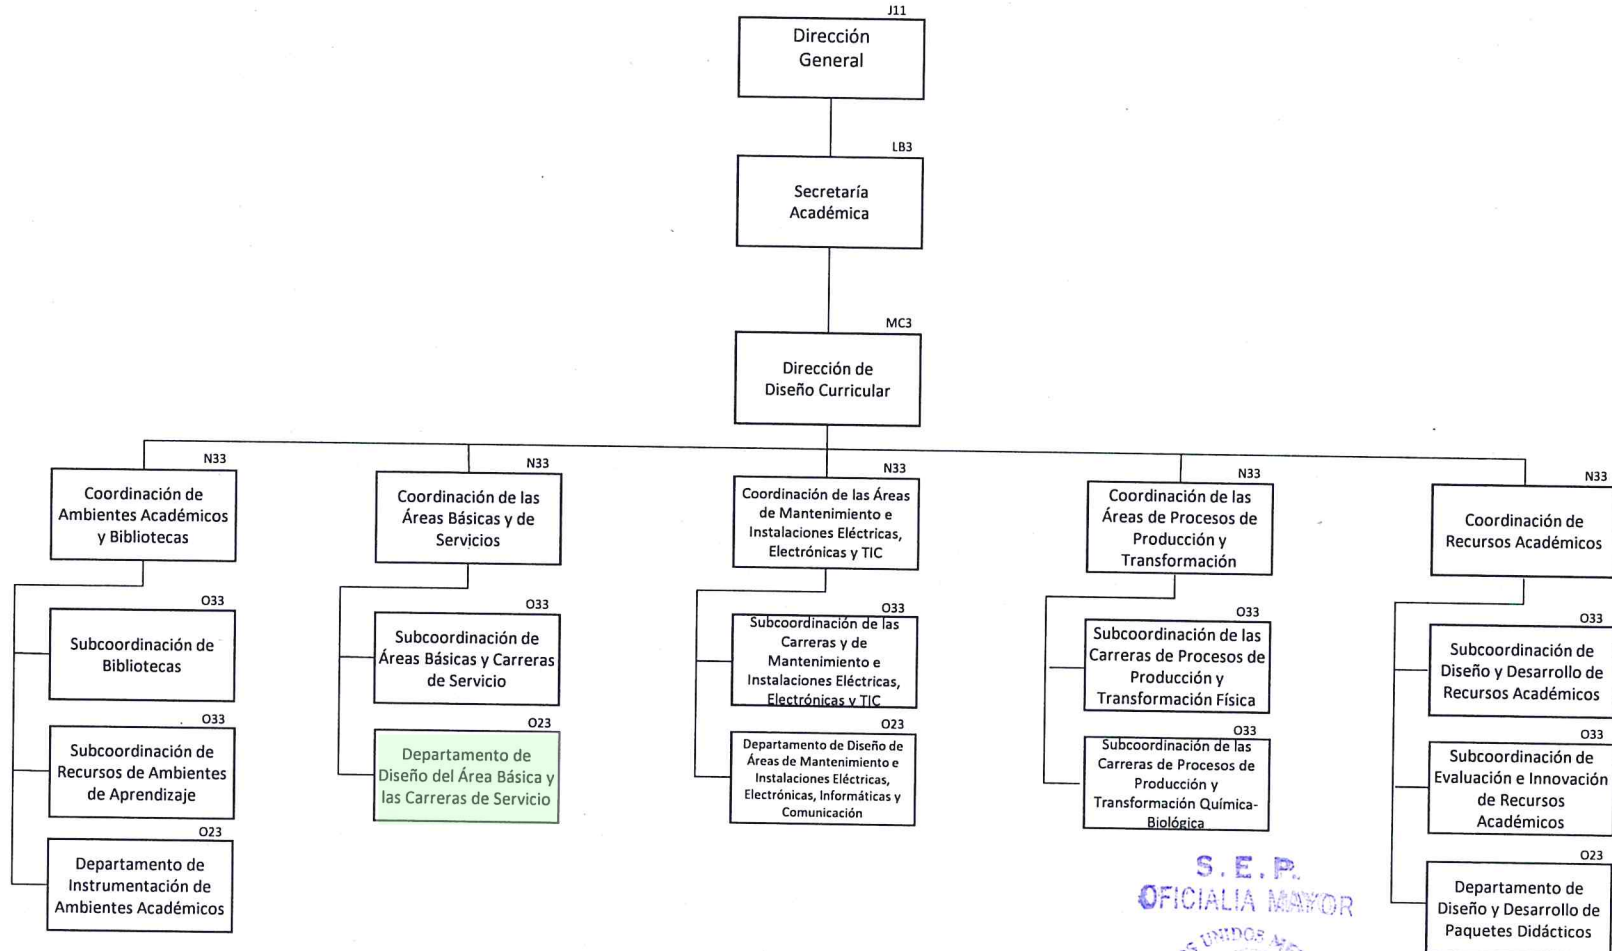 J11
Dirección
General
LB3
Secretaría
Académica
MC3
Dirección de
Diseño Curricular
N33
Coordinación de
Ambientes Académicos
y Bibliotecas
O33
Subcoordinación de
Bibliotecas
O33
Subcoordinación de
Recursos de Ambientes
de Aprendizaje
O23
Departamento de
Instrumentación de
Ambientes Académicos
N33
Coordinación de las
Áreas Básicas y de
Servicios
O33
Subcoordinación de
Áreas Básicas y Carreras
de Servicio
O23
Departamento de
Diseño del Área Básica y
las Carreras de Servicio
N33
Coordinación de las Áreas
de Mantenimiento e
Instalaciones Eléctricas,
Electrónicas y TIC
O33
Subcoordinación de las
Carreras y de
Mantenimiento e
Instalaciones Eléctricas,
Electrónicas y TIC
O23
Departamento de Diseño de
Áreas de Mantenimiento e
Instalaciones Eléctricas,
Electrónicas, Informáticas y
Comunicación
N33
Coordinación de las
Áreas de Procesos de
Producción y
Transformación
O33
Subcoordinación de las
Carreras de Procesos de
Producción y
Transformación Física
O33
Subcoordinación de las
Carreras de Procesos de
Producción y
Transformación Química-
Biológica
N33
Coordinación de
Recursos Académicos
O33
Subcoordinación de
Diseño y Desarrollo de
Recursos Académicos
O33
Subcoordinación de
Evaluación e Innovación
de Recursos
Académicos
O23
Departamento de
Diseño y Desarrollo de
Paquetes Didácticos
S.E.P.
OFICIALIA MAYOR
UNIDOS